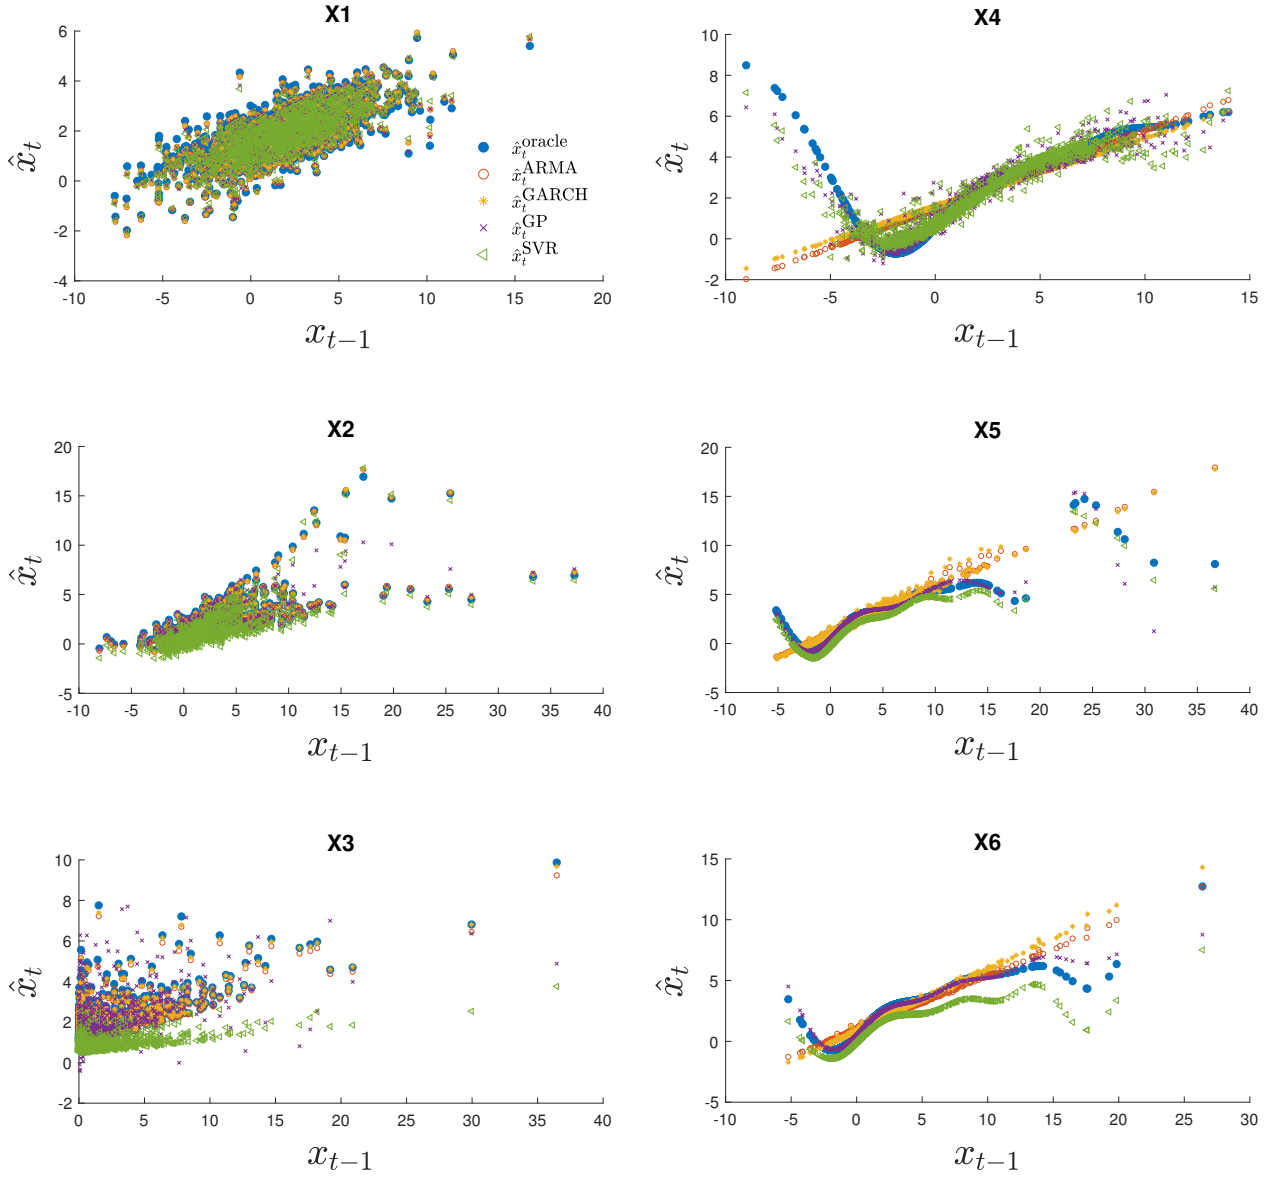 X1
6
4
2
0
-2
-4
-10 -5 0 5 10 15 20
x̂_t
x_{t−1}
x̂_t^oracle
x̂_t^ARMA
x̂_t^GARCH
x̂_t^GP
x̂_t^SVR
X4
10
8
6
4
2
0
-2
-10 -5 0 5 10 15
x̂_t
x_{t−1}
X2
20
15
10
5
0
-5
-10 -5 0 5 10 15 20 25 30 35 40
x̂_t
x_{t−1}
X5
20
15
10
5
0
-5
-10 -5 0 5 10 15 20 25 30 35 40
x̂_t
x_{t−1}
X3
10
8
6
4
2
0
-2
0 5 10 15 20 25 30 35 40
x̂_t
x_{t−1}
X6
15
10
5
0
-5
-10 -5 0 5 10 15 20 25 30
x̂_t
x_{t−1}